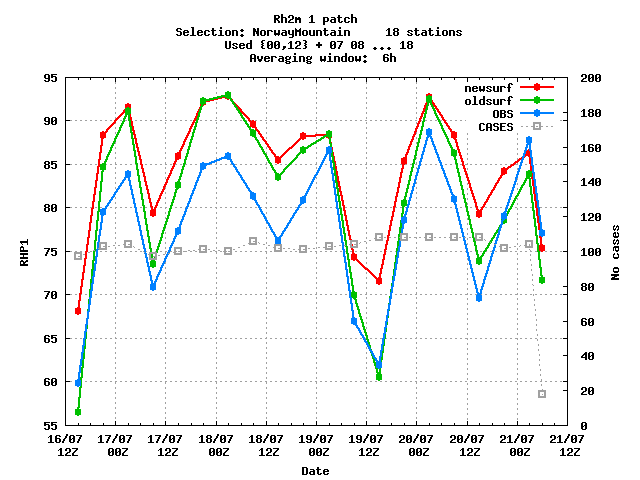 Rh2m 1 patch
Selection: NorwayMountain 18 stations
Used {00,12} + 07 08 ... 18
Averaging window: 6h
newsurf
oldsurf
OBS
CASES
95
90
85
80
75
70
65
60
55
RHP1
200
180
160
140
120
100
80
60
40
20
0
No cases
16/07 17/07 17/07 18/07 18/07 19/07 19/07 20/07 20/07 21/07 21/07
12Z 00Z 12Z 00Z 12Z 00Z 12Z 00Z 12Z 00Z 12Z
Date